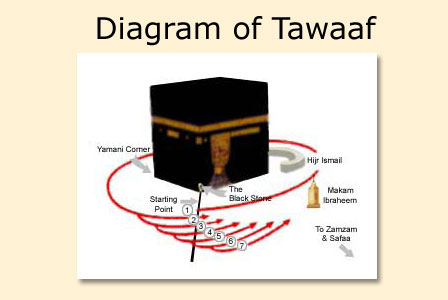 Diagram of Tawaaf
Yamani Corner
Hijr Ismail
The
Black Stone
Starting
Point
Makam
Ibraheem
1
2
3
4
5
6
7
To Zamzam
& Safaa